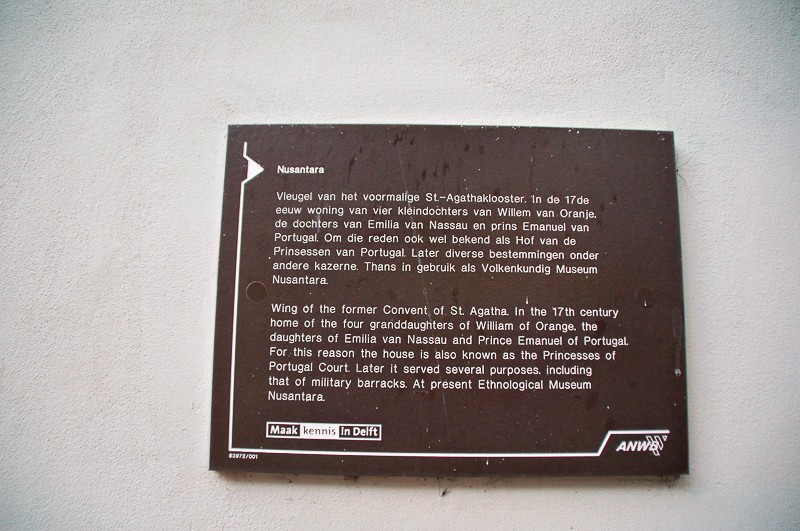 Nusantara
Vleugel van het voormalige St.-Agathaklooster. In de 17de
eeuw woning van vier kleindochters van Willem van Oranje,
de dochters van Emilia van Nassau en prins Emanuel van
Portugal. Om die reden ook wel bekend als Hof van de
Prinsessen van Portugal. Later diverse bestemmingen onder
andere kazerne. Thans in gebruik als Volkenkundig Museum
Nusantara.
Wing of the former Convent of St. Agatha. In the 17th century
home of the four granddaughters of William of Orange, the
daughters of Emilia van Nassau and Prince Emanuel of Portugal.
For this reason the house is also known as the Princesses of
Portugal Court. Later it served several purposes, including
that of military barracks. At present Ethnological Museum
Nusantara.
Maak kennis in Delft
ANWB
63972/001